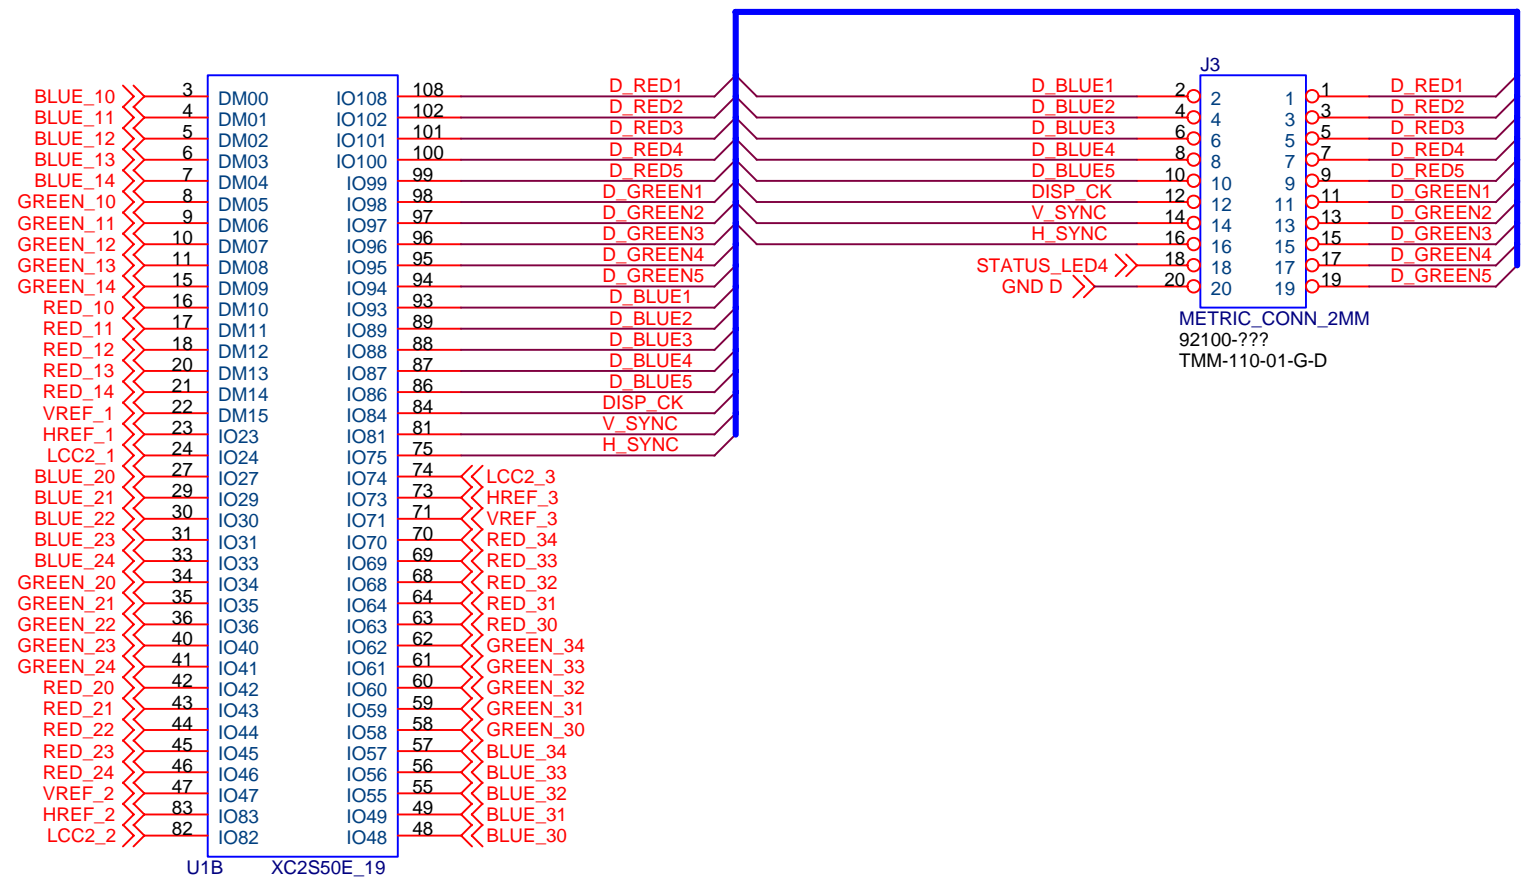 J3
BLUE_10 3 DM00 IO108 108 D_RED1 D_BLUE1 2 2 1 1 D_RED1
BLUE_11 4 DM01 IO102 102 D_RED2 D_BLUE2 4 4 3 3 D_RED2
BLUE_12 5 DM02 IO101 101 D_RED3 D_BLUE3 6 6 5 5 D_RED3
BLUE_13 6 DM03 IO100 100 D_RED4 D_BLUE4 8 8 7 7 D_RED4
BLUE_14 7 DM04 IO99 99 D_RED5 D_BLUE5 10 10 9 9 D_RED5
GREEN_10 8 DM05 IO98 98 D_GREEN1 DISP_CK 12 12 11 11 D_GREEN1
GREEN_11 9 DM06 IO97 97 D_GREEN2 V_SYNC 14 14 13 13 D_GREEN2
GREEN_12 10 DM07 IO96 96 D_GREEN3 H_SYNC 16 16 15 15 D_GREEN3
GREEN_13 11 DM08 IO95 95 D_GREEN4 STATUS_LED4 18 18 17 17 D_GREEN4
GREEN_14 15 DM09 IO94 94 D_GREEN5 GND D 20 20 19 19 D_GREEN5
RED_10 16 DM10 IO93 93 D_BLUE1
METRIC_CONN_2MM
RED_11 17 DM11 IO89 89 D_BLUE2
92100-???
RED_12 18 DM12 IO88 88 D_BLUE3
TMM-110-01-G-D
RED_13 20 DM13 IO87 87 D_BLUE4
RED_14 21 DM14 IO86 86 D_BLUE5
VREF_1 22 DM15 IO84 84 DISP_CK
HREF_1 23 IO23 IO81 81 V_SYNC
LCC2_1 24 IO24 IO75 75 H_SYNC
BLUE_20 27 IO27 IO74 74 LCC2_3
BLUE_21 29 IO29 IO73 73 HREF_3
BLUE_22 30 IO30 IO71 71 VREF_3
BLUE_23 31 IO31 IO70 70 RED_34
BLUE_24 33 IO33 IO69 69 RED_33
GREEN_20 34 IO34 IO68 68 RED_32
GREEN_21 35 IO35 IO64 64 RED_31
GREEN_22 36 IO36 IO63 63 RED_30
GREEN_23 40 IO40 IO62 62 GREEN_34
GREEN_24 41 IO41 IO61 61 GREEN_33
RED_20 42 IO42 IO60 60 GREEN_32
RED_21 43 IO43 IO59 59 GREEN_31
RED_22 44 IO44 IO58 58 GREEN_30
RED_23 45 IO45 IO57 57 BLUE_34
RED_24 46 IO46 IO56 56 BLUE_33
VREF_2 47 IO47 IO55 55 BLUE_32
HREF_2 83 IO83 IO49 49 BLUE_31
LCC2_2 82 IO82 IO48 48 BLUE_30
U1B XC2S50E_19